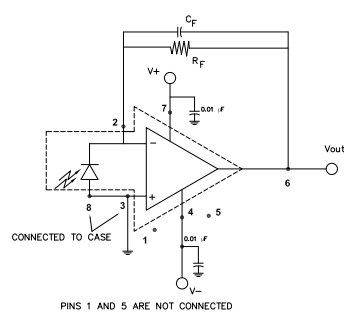 CF
RF
V+
0.01 µF
2
7
Vout
−
+
6
8
3
4
5
CONNECTED TO CASE
1
0.01 µF
V−
PINS 1 AND 5 ARE NOT CONNECTED